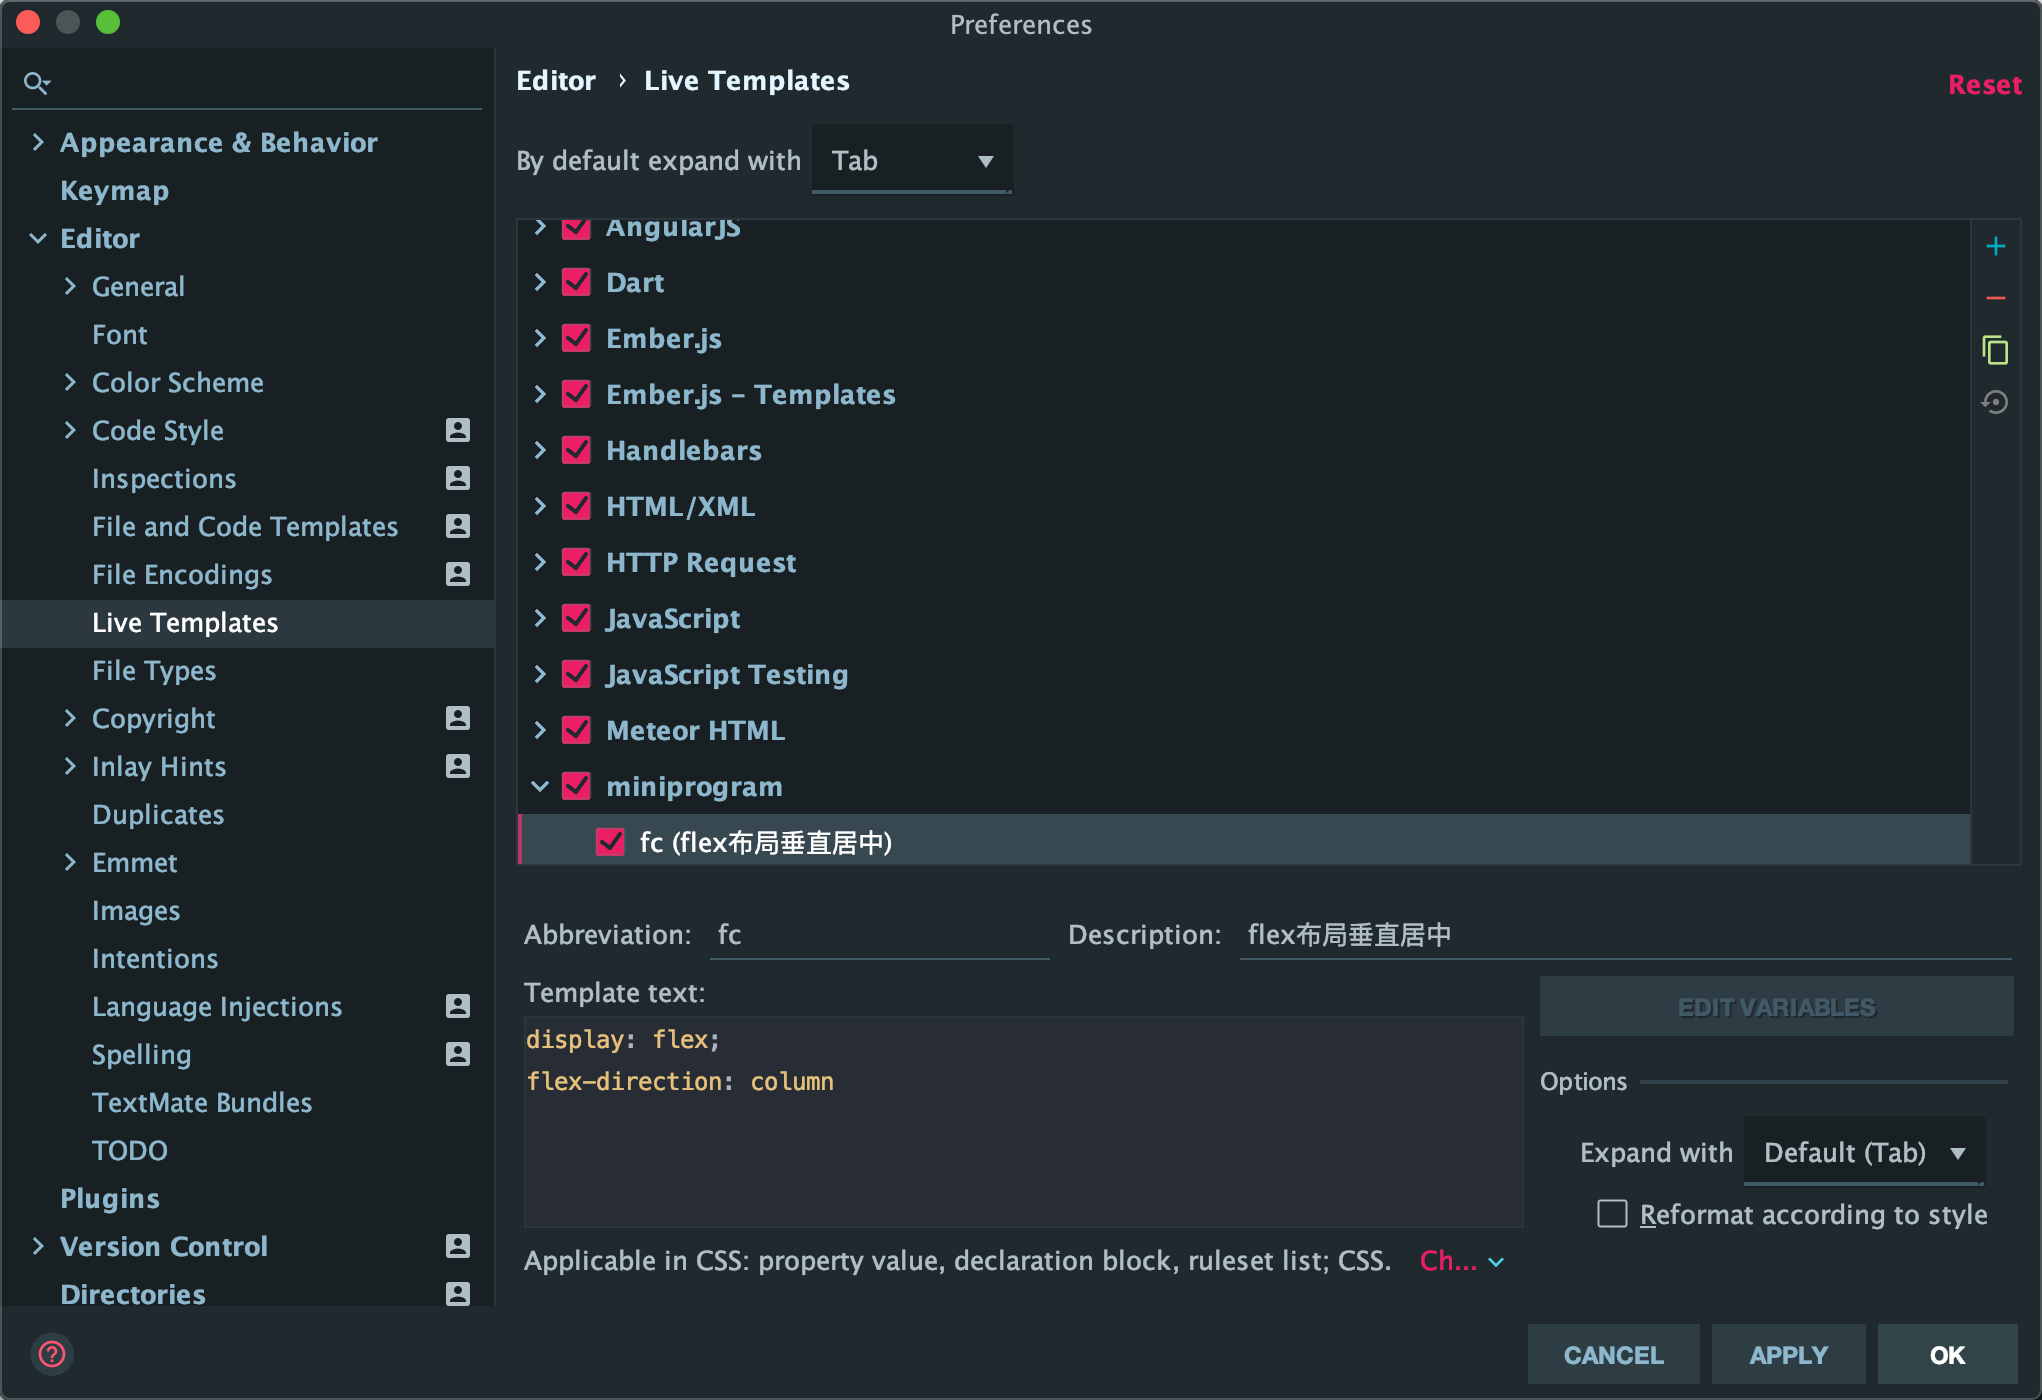 Preferences
Appearance & Behavior
Keymap
Editor
General
Font
Color Scheme
Code Style
Inspections
File and Code Templates
File Encodings
Live Templates
File Types
Copyright
Inlay Hints
Duplicates
Emmet
Images
Intentions
Language Injections
Spelling
TextMate Bundles
TODO
Plugins
Version Control
Directories
Editor › Live Templates
Reset
By default expand with Tab
AngularJS
Dart
Ember.js
Ember.js – Templates
Handlebars
HTML/XML
HTTP Request
JavaScript
JavaScript Testing
Meteor HTML
miniprogram
fc (flex布局垂直居中)
Abbreviation: fc
Description: flex布局垂直居中
Template text:
display: flex;
flex-direction: column
EDIT VARIABLES
Options
Expand with Default (Tab)
Reformat according to style
Applicable in CSS: property value, declaration block, ruleset list; CSS. Ch...
CANCEL
APPLY
OK